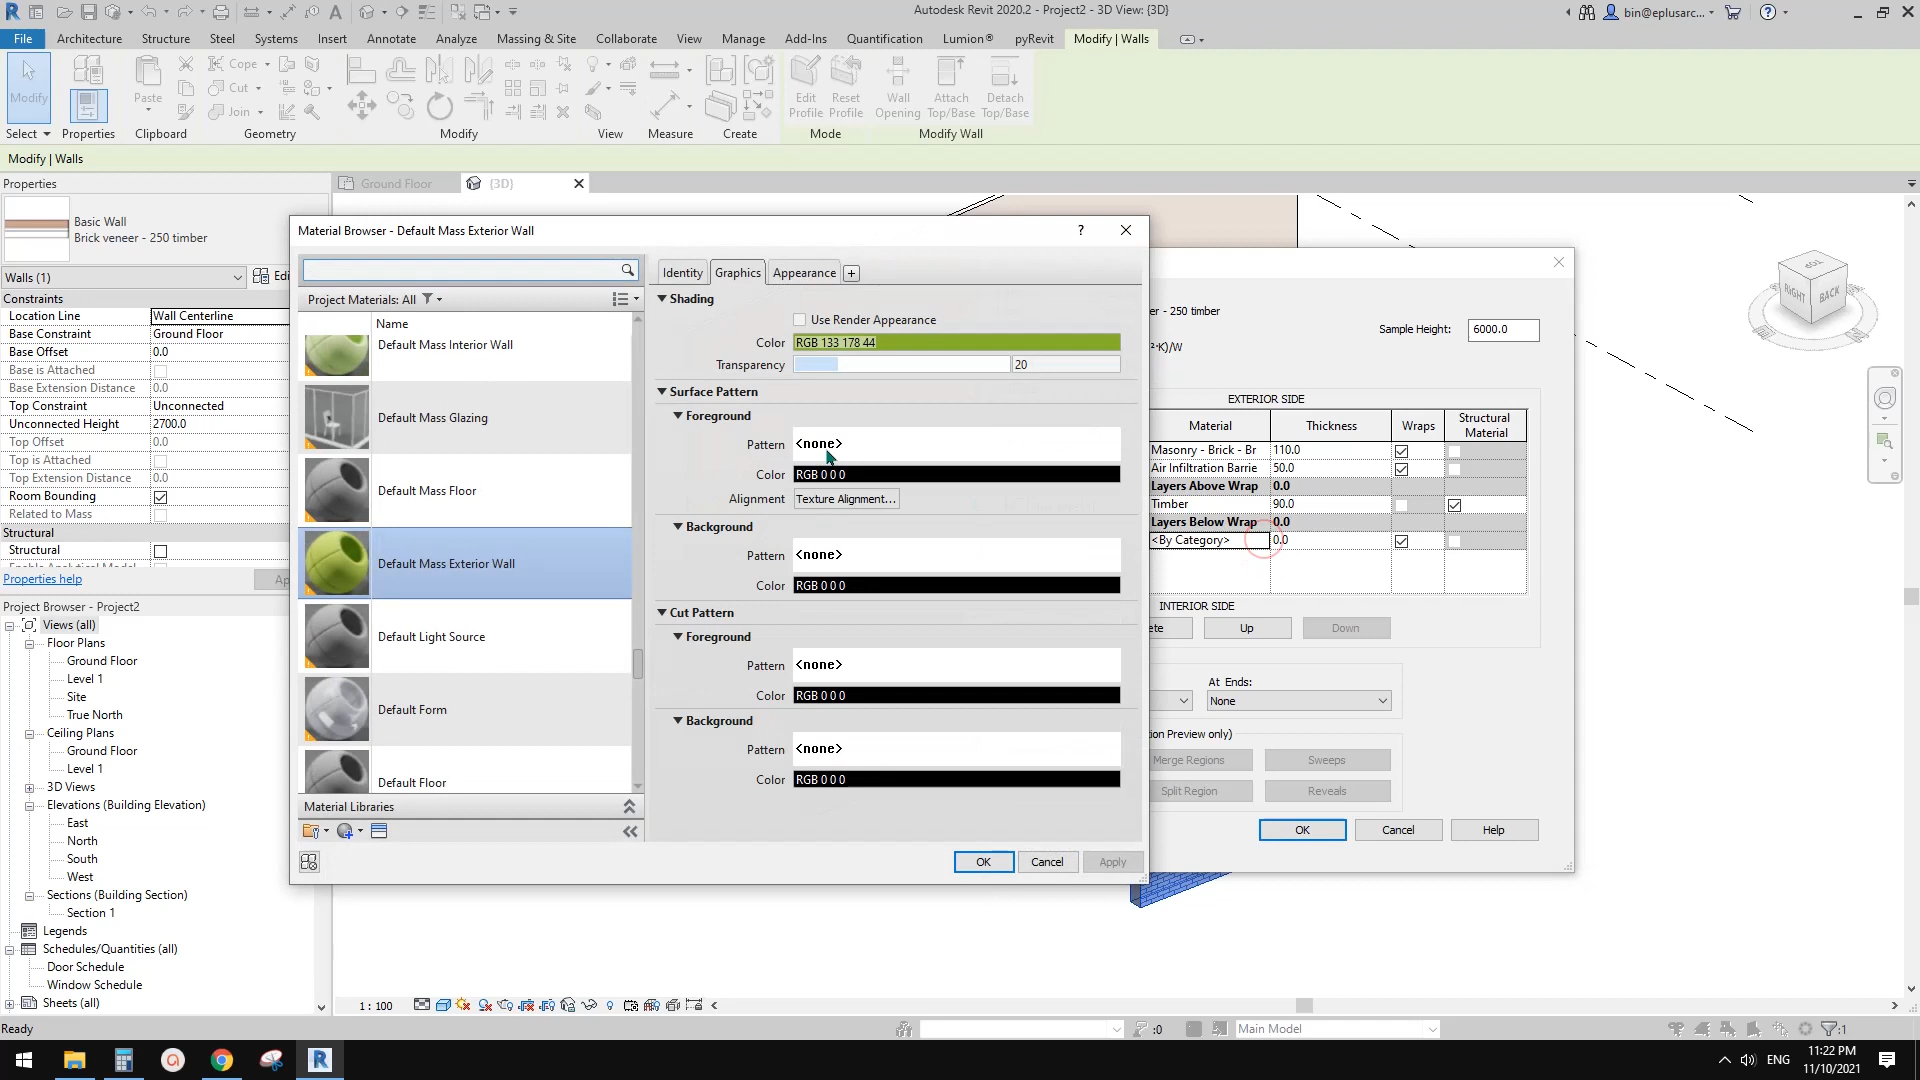 Autodesk Revit 2020.2 - Project2 - 3D View: {3D}
bin@eplusarc...
File Architecture Structure Steel Systems Insert Annotate Analyze Massing & Site Collaborate View Manage Add-Ins Quantification Lumion® pyRevit Modify | Walls
Modify Paste Cope Cut Join
Edit Profile Reset Profile Wall Opening Attach Top/Base Detach Top/Base
Select Properties Clipboard Geometry Modify View Measure Create Mode Modify Wall
Modify | Walls
Properties
Ground Floor {3D}
Basic Wall
Brick veneer - 250 timber
Walls (1) Edi
Constraints
Location Line Wall Centerline
Base Constraint Ground Floor
Base Offset 0.0
Base is Attached
Base Extension Distance 0.0
Top Constraint Unconnected
Unconnected Height 2700.0
Top Offset 0.0
Top is Attached
Top Extension Distance 0.0
Room Bounding
Related to Mass
Structural
Structural
Enable Analytical Model
Properties help Ap
Project Browser - Project2
Views (all)
Floor Plans
Ground Floor
Level 1
Site
True North
Ceiling Plans
Ground Floor
Level 1
3D Views
Elevations (Building Elevation)
East
North
South
West
Sections (Building Section)
Section 1
Legends
Schedules/Quantities (all)
Door Schedule
Window Schedule
Sheets (all)
Material Browser - Default Mass Exterior Wall
?
Project Materials: All
Name
Default Mass Interior Wall
Default Mass Glazing
Default Mass Floor
Default Mass Exterior Wall
Default Light Source
Default Form
Default Floor
Material Libraries
Identity Graphics Appearance
Shading
Use Render Appearance
Color RGB 133 178 44
Transparency 20
Surface Pattern
Foreground
Pattern <none>
Color RGB 0 0 0
Alignment Texture Alignment...
Background
Pattern <none>
Color RGB 0 0 0
Cut Pattern
Foreground
Pattern <none>
Color RGB 0 0 0
Background
Pattern <none>
Color RGB 0 0 0
OK Cancel Apply
er - 250 timber
Sample Height: 6000.0
²·K)/W
EXTERIOR SIDE
Material Thickness Wraps Structural Material
Masonry - Brick - Br 110.0
Air Infiltration Barrie 50.0
Layers Above Wrap 0.0
Timber 90.0
Layers Below Wrap 0.0
<By Category> 0.0
INTERIOR SIDE
ete Up Down
At Ends:
None
ion Preview only)
Merge Regions Sweeps
Split Region Reveals
OK Cancel Help
TOP
RIGHT BACK
1 : 100
Ready
:0 Main Model :1
ENG
11:22 PM
11/10/2021